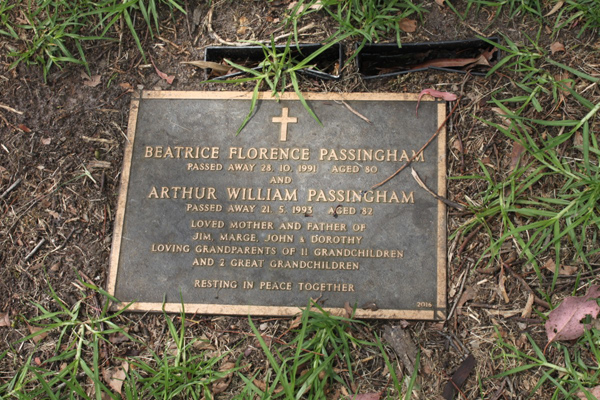 BEATRICE FLORENCE PASSINGHAM
PASSED AWAY 28. 10. 1991 AGED 80
AND
ARTHUR WILLIAM PASSINGHAM
PASSED AWAY 21. 5. 1993 AGED 82
LOVED MOTHER AND FATHER OF
JIM, MARGE, JOHN & DOROTHY
LOVING GRANDPARENTS OF 11 GRANDCHILDREN
AND 2 GREAT GRANDCHILDREN
RESTING IN PEACE TOGETHER
2016